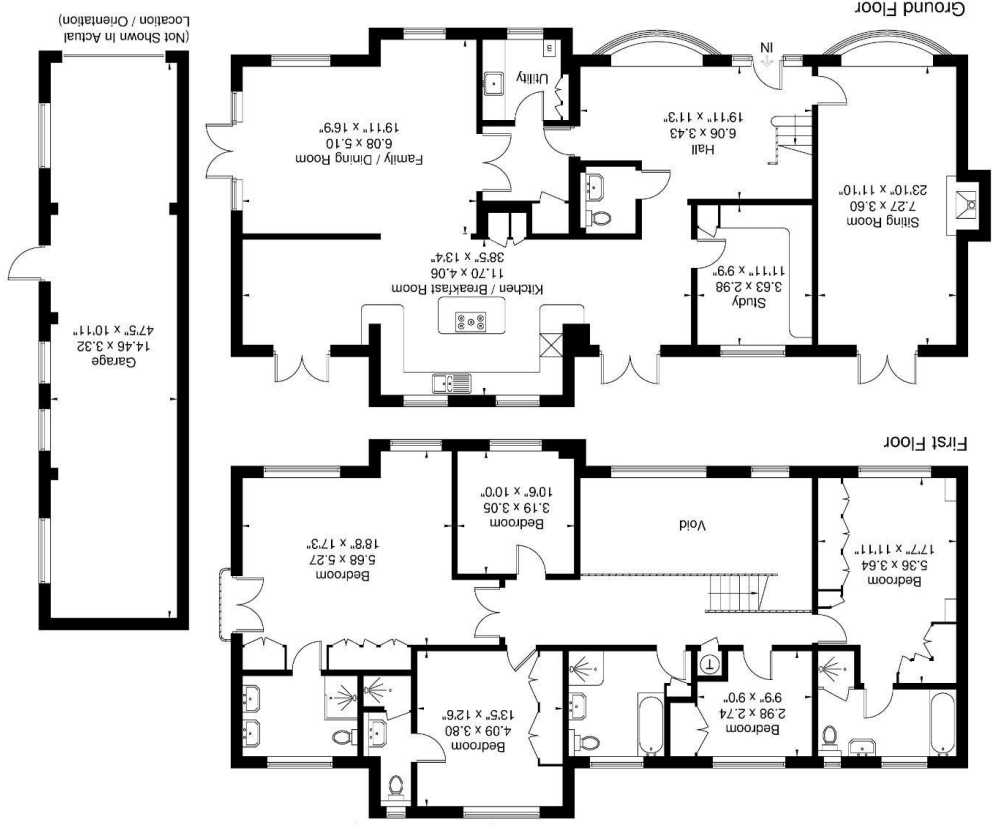 Bedroom
2.98 x 2.74
9'9" x 9'0"
Bedroom
4.09 x 3.80
13'5" x 12'6"
T
Bedroom
5.36 x 3.64
17'7" x 11'11"
Void
Bedroom
3.19 x 3.05
10'6" x 10'0"
Bedroom
5.68 x 5.27
18'8" x 17'3"
First Floor
Siting Room
7.27 x 3.60
23'10" x 11'10"
Study
3.63 x 2.98
11'11" x 9'9"
Kitchen / Breakfast Room
11.70 x 4.06
38'5" x 13'4"
Hall
6.06 x 3.43
19'11" x 11'3"
IN
Utility
B
Family / Dining Room
6.08 x 5.10
19'11" x 16'9"
Ground Floor
Garage
14.46 x 3.32
47'5" x 10'11"
(Not Shown In Actual
Location / Orientation)